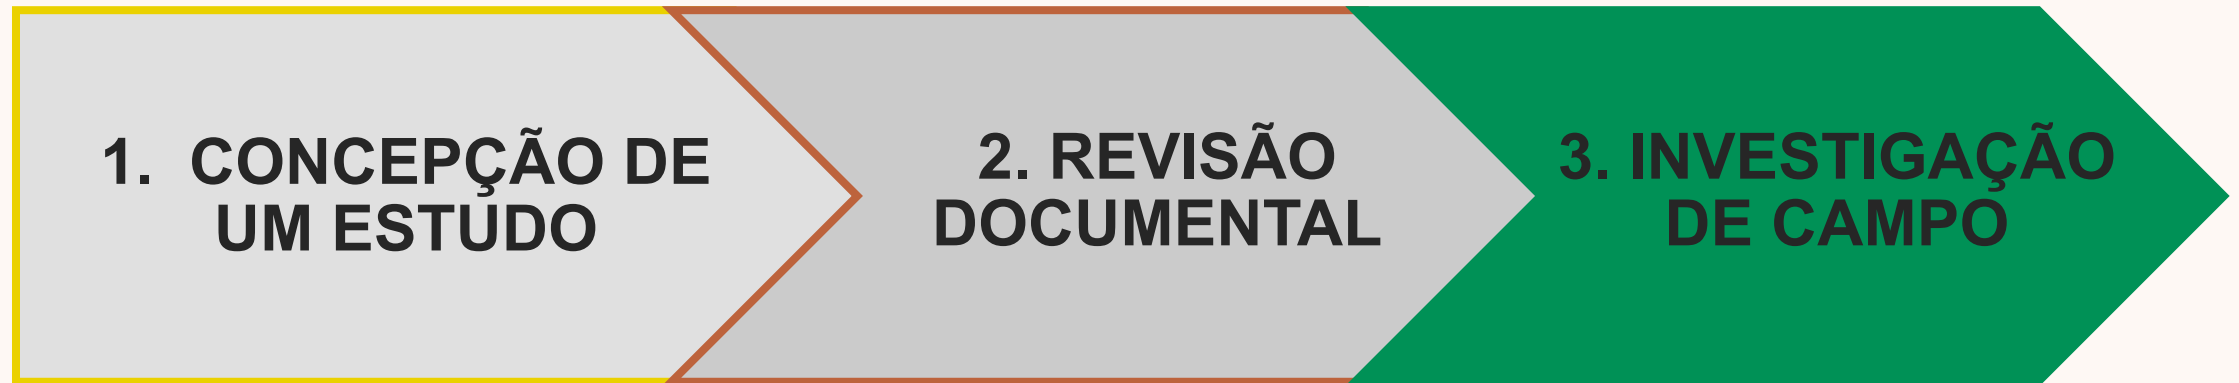 1. CONCEPÇÃO DE
UM ESTUDO
2. REVISÃO
DOCUMENTAL
3. INVESTIGAÇÃO
DE CAMPO